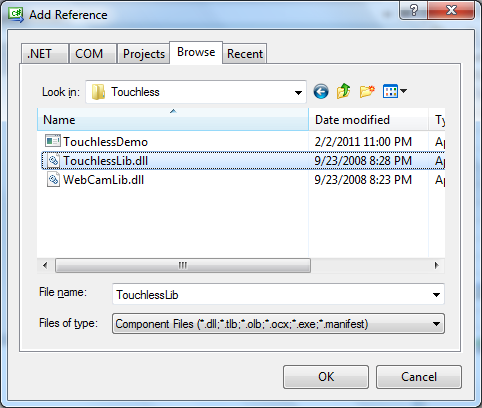 Add Reference
.NET COM Projects Browse Recent
Look in: Touchless
Name Date modified Ty
TouchlessDemo 2/2/2011 11:00 PM Ap
TouchlessLib.dll 9/23/2008 8:28 PM Ap
WebCamLib.dll 9/23/2008 8:23 PM Ap
File name: TouchlessLib
Files of type: Component Files (*.dll;*.tlb;*.olb;*.ocx;*.exe;*.manifest)
OK Cancel